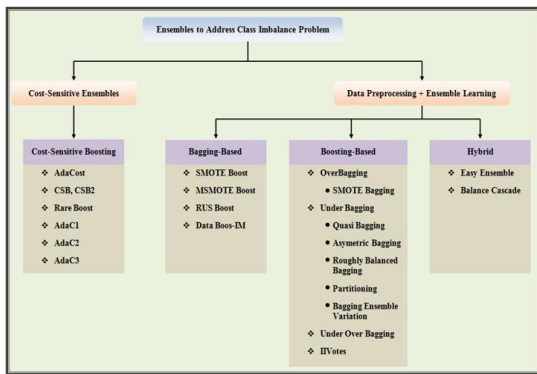 Ensembles to Address Class Imbalance Problem
Cost-Sensitive Ensembles
Data Preprocessing + Ensemble Learning
Cost-Sensitive Boosting
❖ AdaCost
❖ CSB, CSB2
❖ Rare Boost
❖ AdaC1
❖ AdaC2
❖ AdaC3
Bagging-Based
❖ SMOTE Boost
❖ MSMOTE Boost
❖ RUS Boost
❖ Data Boos-IM
Boosting-Based
❖ OverBagging
● SMOTE Bagging
❖ Under Bagging
● Quasi Bagging
● Asymetric Bagging
● Roughly Balanced
Bagging
● Partitioning
● Bagging Ensemble
Variation
❖ Under Over Bagging
❖ IIVotes
Hybrid
❖ Easy Ensemble
❖ Balance Cascade